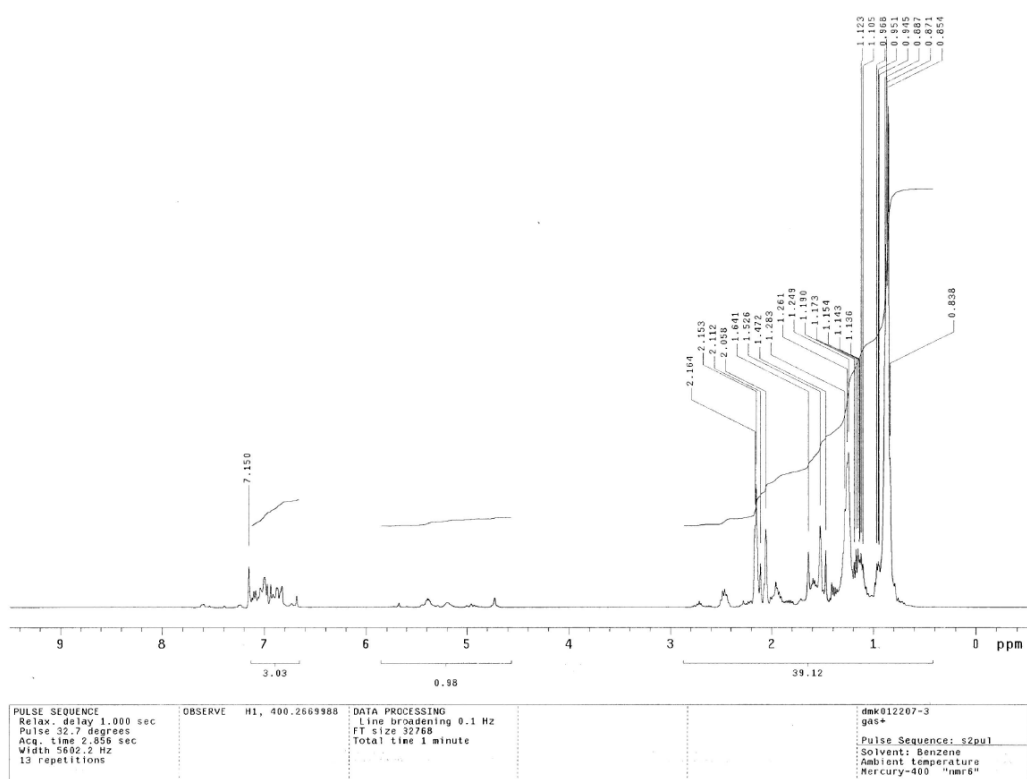 1.123
1.105
0.968
0.951
0.945
0.887
0.871
0.854
2.164
2.153
2.112
2.058
1.641
1.526
1.472
1.283
1.261
1.249
1.190
1.173
1.154
1.143
1.136
0.838
7.150
9 8 7 6 5 4 3 2 1 0 ppm
3.03
0.98
39.12
PULSE SEQUENCE
Relax. delay 1.000 sec
Pulse 32.7 degrees
Acq. time 2.856 sec
Width 5602.2 Hz
13 repetitions
OBSERVE H1, 400.2669988
DATA PROCESSING
Line broadening 0.1 Hz
FT size 32768
Total time 1 minute
dmk012207-3
gas+
Pulse Sequence: s2pul
Solvent: Benzene
Ambient temperature
Mercury-400 "nmr6"